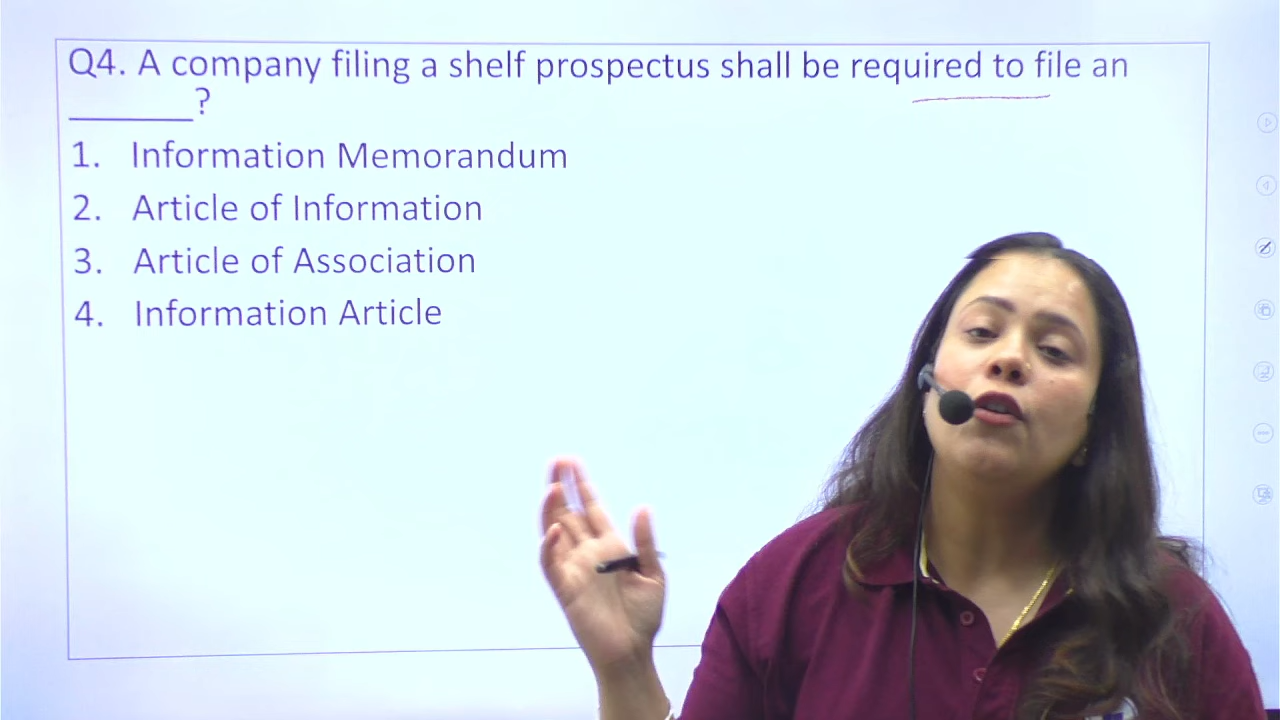 Q4. A company filing a shelf prospectus shall be required to file an
_______?
1. Information Memorandum
2. Article of Information
3. Article of Association
4. Information Article